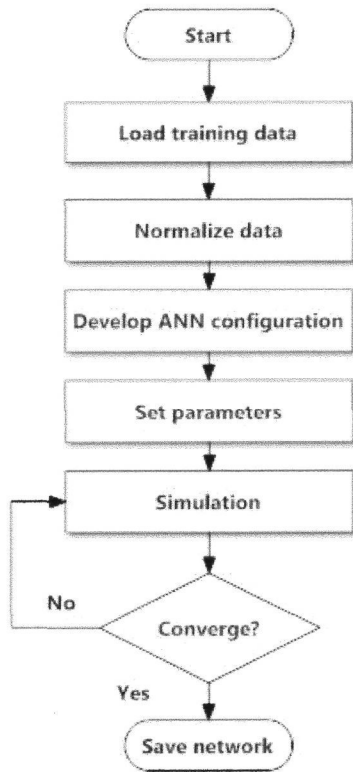 Start
Load training data
Normalize data
Develop ANN configuration
Set parameters
Simulation
No
Converge?
Yes
Save network